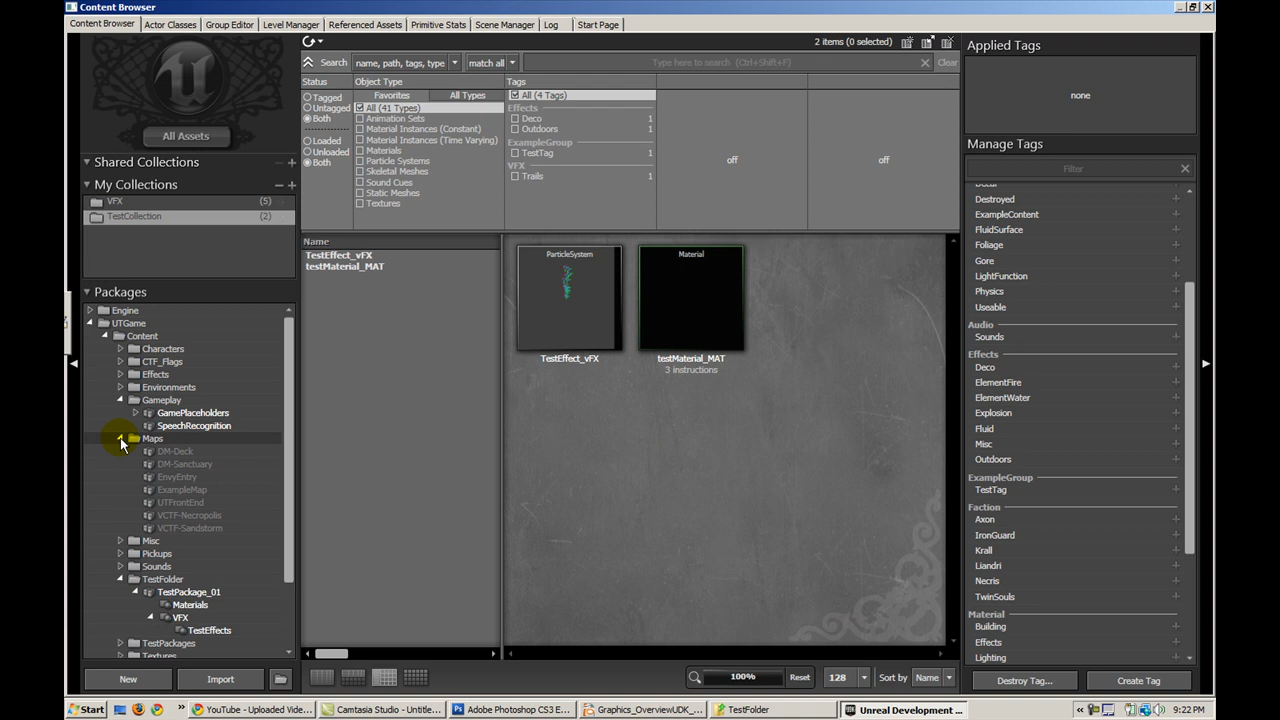 Content Browser
Content Browser Actor Classes Group Editor Level Manager Referenced Assets Primitive Stats Scene Manager Log Start Page
All Assets
Shared Collections
My Collections
VFX (5)
TestCollection (2)
Packages
Engine
UTGame
Content
Characters
CTF_Flags
Effects
Environments
Gameplay
GamePlaceholders
SpeechRecognition
Maps
DM-Deck
DM-Sanctuary
EnvyEntry
ExampleMap
UTFrontEnd
VCTF-Necropolis
VCTF-Sandstorm
Misc
Pickups
Sounds
TestFolder
TestPackage_01
Materials
VFX
TestEffects
TestPackages
Textures
New Import
2 items (0 selected)
Search name, path, tags, type match all Type here to search (Ctrl+Shift+F) Clear
Status
Tagged
Untagged
Both
Loaded
Unloaded
Both
Object Type
Favorites All Types
All (41 Types)
Animation Sets
Material Instances (Constant)
Material Instances (Time Varying)
Materials
Particle Systems
Skeletal Meshes
Sound Cues
Static Meshes
Textures
Tags
All (4 Tags)
Effects
Deco 1
Outdoors 1
ExampleGroup
TestTag 1
VFX
Trails 1
off
off
Name
TestEffect_vFX
testMaterial_MAT
ParticleSystem
TestEffect_vFX
Material
testMaterial_MAT
3 instructions
100% Reset 128 Sort by Name
Applied Tags
none
Manage Tags
Filter
Decal
Destroyed
ExampleContent
FluidSurface
Foliage
Gore
LightFunction
Physics
Useable
Audio
Sounds
Effects
Deco
ElementFire
ElementWater
Explosion
Fluid
Misc
Outdoors
ExampleGroup
TestTag
Faction
Axon
IronGuard
Krall
Liandri
Necris
TwinSouls
Material
Building
Effects
Lighting
Destroy Tag... Create Tag
Start YouTube - Uploaded Vide... Camtasia Studio - Untitle... Adobe Photoshop CS3 E... Graphics_OverviewUDK_... TestFolder Unreal Development ... 9:22 PM